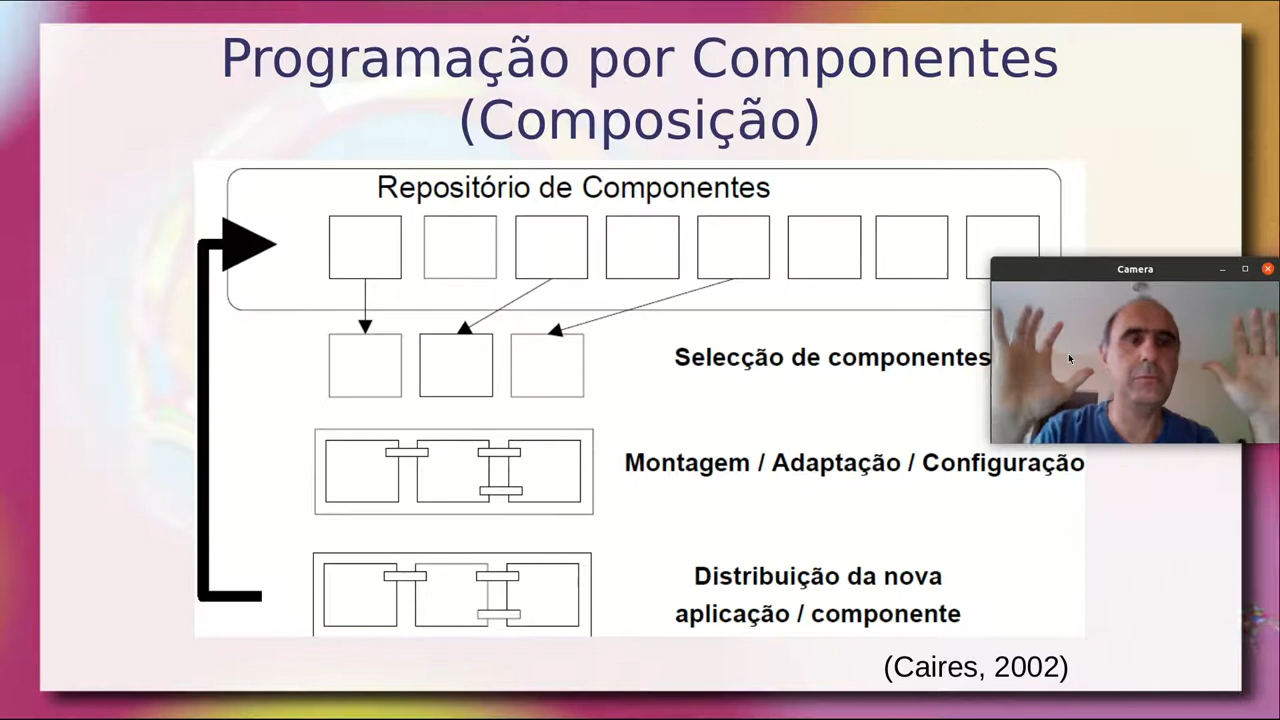 Programação por Componentes
(Composição)
Repositório de Componentes
Camera
Selecção de componentes
Montagem / Adaptação / Configuração
Distribuição da nova
aplicação / componente
(Caires, 2002)